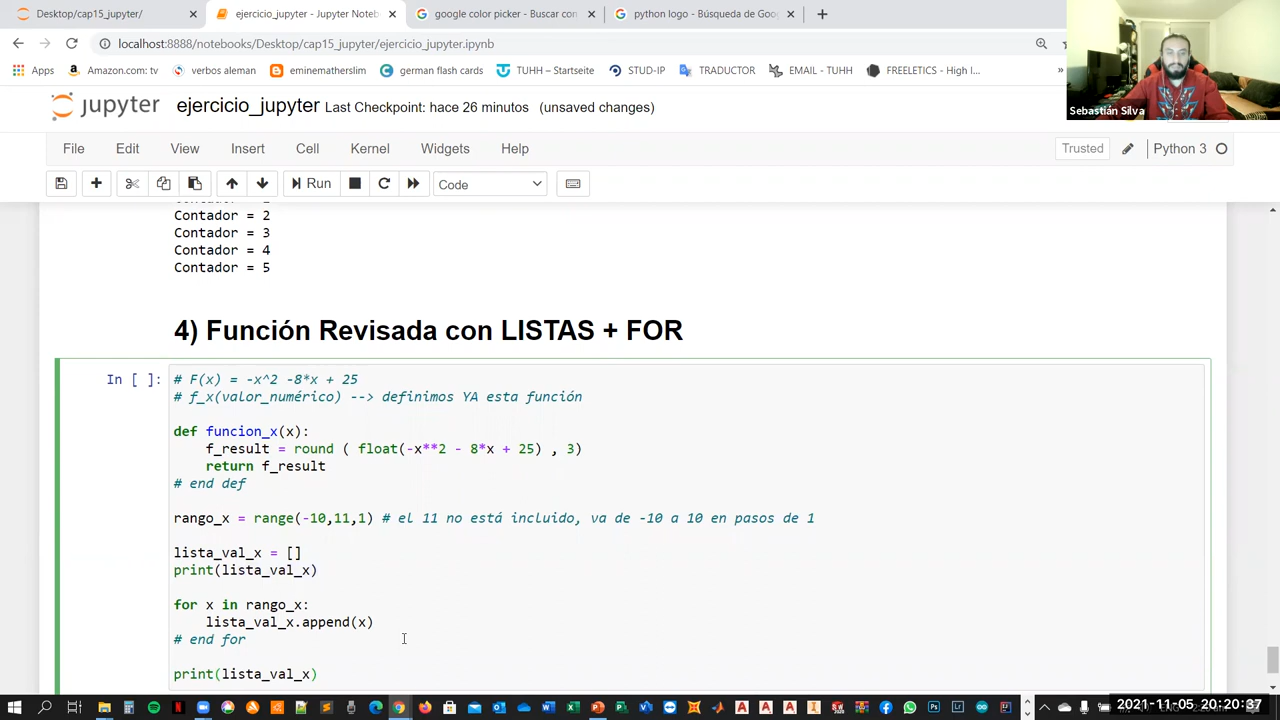 Desktop/cap15_jupyter/
ejercicio_jupyter - Jupyter Noteb
google color picker - Buscar con
python logo - Búsqueda de Goo
localhost:8888/notebooks/Desktop/cap15_jupyter/ejercicio_jupyter.ipynb
Apps
Amazon.com: tv
verbos aleman
eminematherslim
german flash cards
TUHH – Startseite
STUD-IP
TRADUCTOR
EMAIL - TUHH
FREELETICS - High I...
Sebastián Silva
jupyter
ejercicio_jupyter Last Checkpoint: hace 26 minutos (unsaved changes)
File Edit View Insert Cell Kernel Widgets Help
Trusted
Python 3
Run
Code
Contador = 2
Contador = 3
Contador = 4
Contador = 5
4) Función Revisada con LISTAS + FOR
In [ ]:
# F(x) = -x^2 -8*x + 25
# f_x(valor_numérico) --> definimos YA esta función
def funcion_x(x):
f_result = round ( float(-x**2 - 8*x + 25) , 3)
return f_result
# end def
rango_x = range(-10,11,1) # el 11 no está incluido, va de -10 a 10 en pasos de 1
lista_val_x = []
print(lista_val_x)
for x in rango_x:
lista_val_x.append(x)
# end for
print(lista_val_x)
2021-11-05 20:20:37